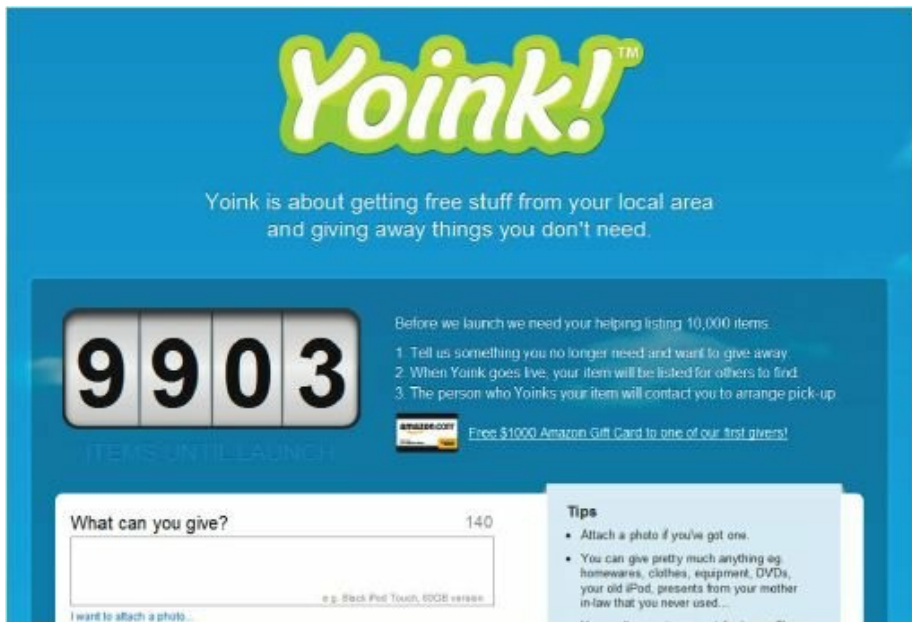 Yoink!™
Yoink is about getting free stuff from your local area
and giving away things you don't need.
9903
ITEMS UNTIL LAUNCH
Before we launch we need your helping listing 10,000 items.
1. Tell us something you no longer need and want to give away
2. When Yoink goes live, your item will be listed for others to find.
3. The person who Yoinks your item will contact you to arrange pick-up
amazon.com
Free $1000 Amazon Gift Card to one of our first givers!
What can you give? 140
e.g. Black iPod Touch, 60GB version
I want to attach a photo...
Tips
• Attach a photo if you've got one.
• You can give pretty much anything eg.
homewares, clothes, equipment, DVDs,
your old iPod, presents from your mother
in-law that you never used...